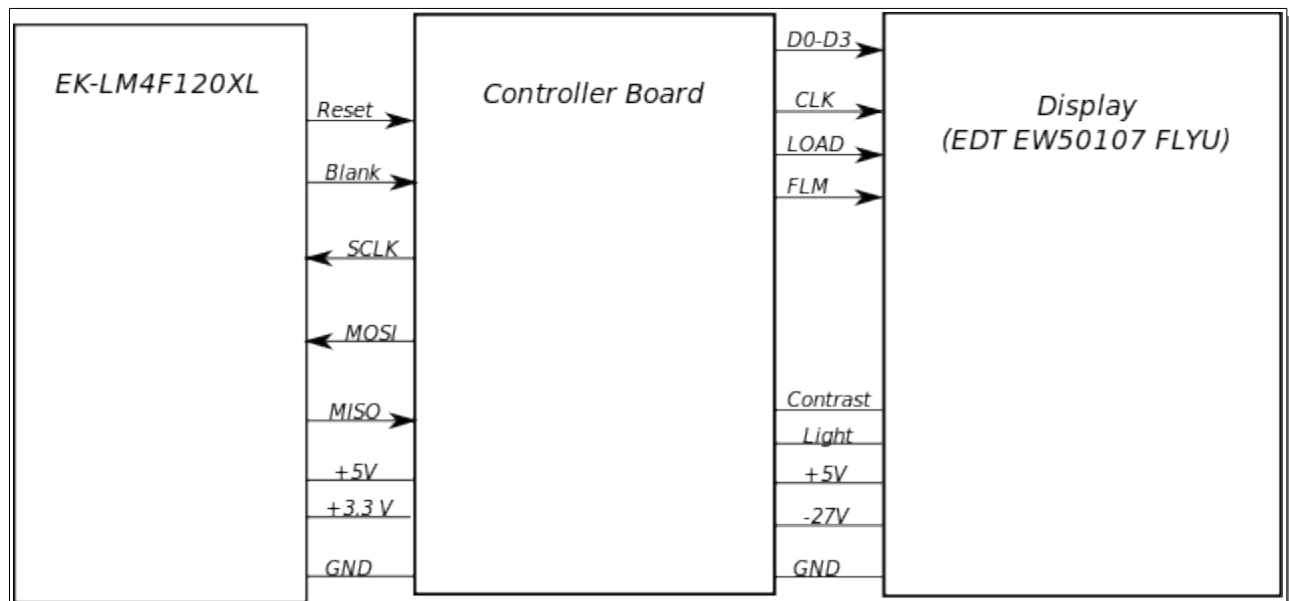 EK-LM4F120XL
Reset
Blank
SCLK
MOSI
MISO
+5V
+3.3 V
GND
Controller Board
D0-D3
CLK
LOAD
FLM
Contrast
Light
+5V
-27V
GND
Display
(EDT EW50107 FLYU)